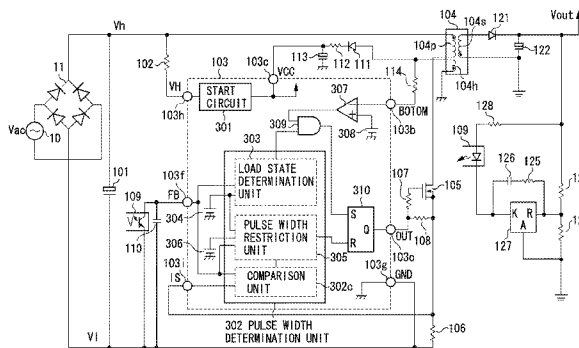 Vh
103
103c
104
121
Vout
11
102
VCC
113
112
111
104p
104s
122
VH
START
CIRCUIT
103h
301
307
114
104h
BOTOM
309
308
103b
128
Vac
10
303
109
101
103f
LOAD STATE
DETERMINATION
UNIT
126
125
109
FB
304
310
107
105
S
Q
R
OUT
108
103o
306
PULSE WIDTH
RESTRICTION
UNIT
305
K
R
A
127
110
103i
IS
COMPARISON
UNIT
302c
103g
GND
Vi
302 PULSE WIDTH
DETERMINATION UNIT
106